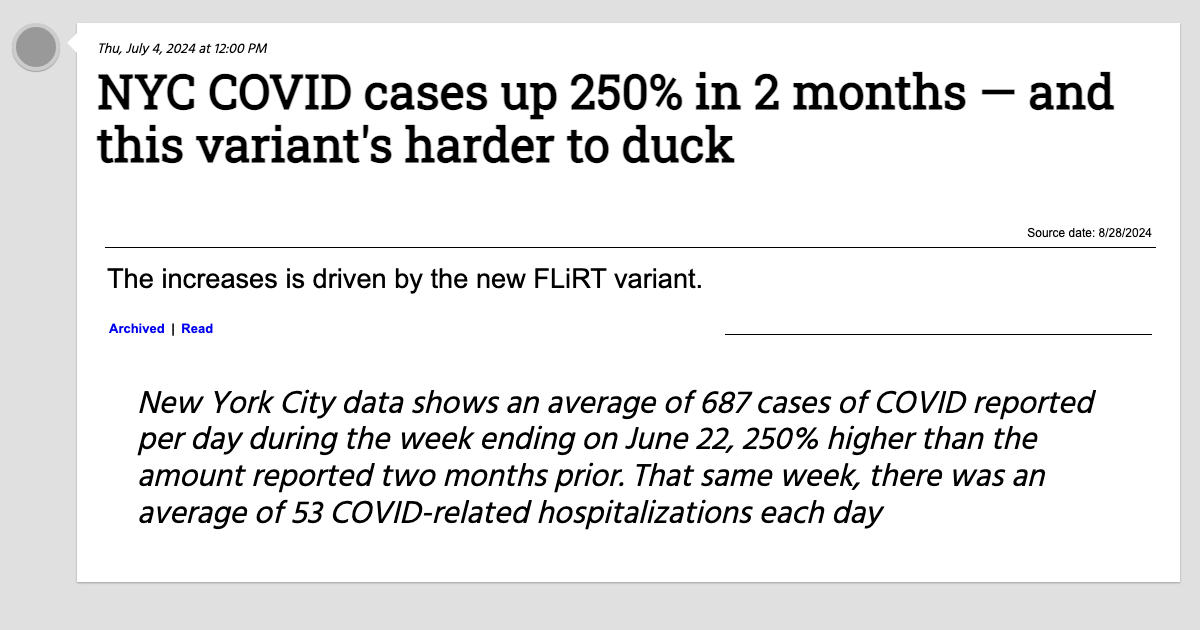 Thu, July 4, 2024 at 12:00 PM
NYC COVID cases up 250% in 2 months — and
this variant's harder to duck
Source date: 8/28/2024
The increases is driven by the new FLiRT variant.
Archived | Read
New York City data shows an average of 687 cases of COVID reported
per day during the week ending on June 22, 250% higher than the
amount reported two months prior. That same week, there was an
average of 53 COVID-related hospitalizations each day